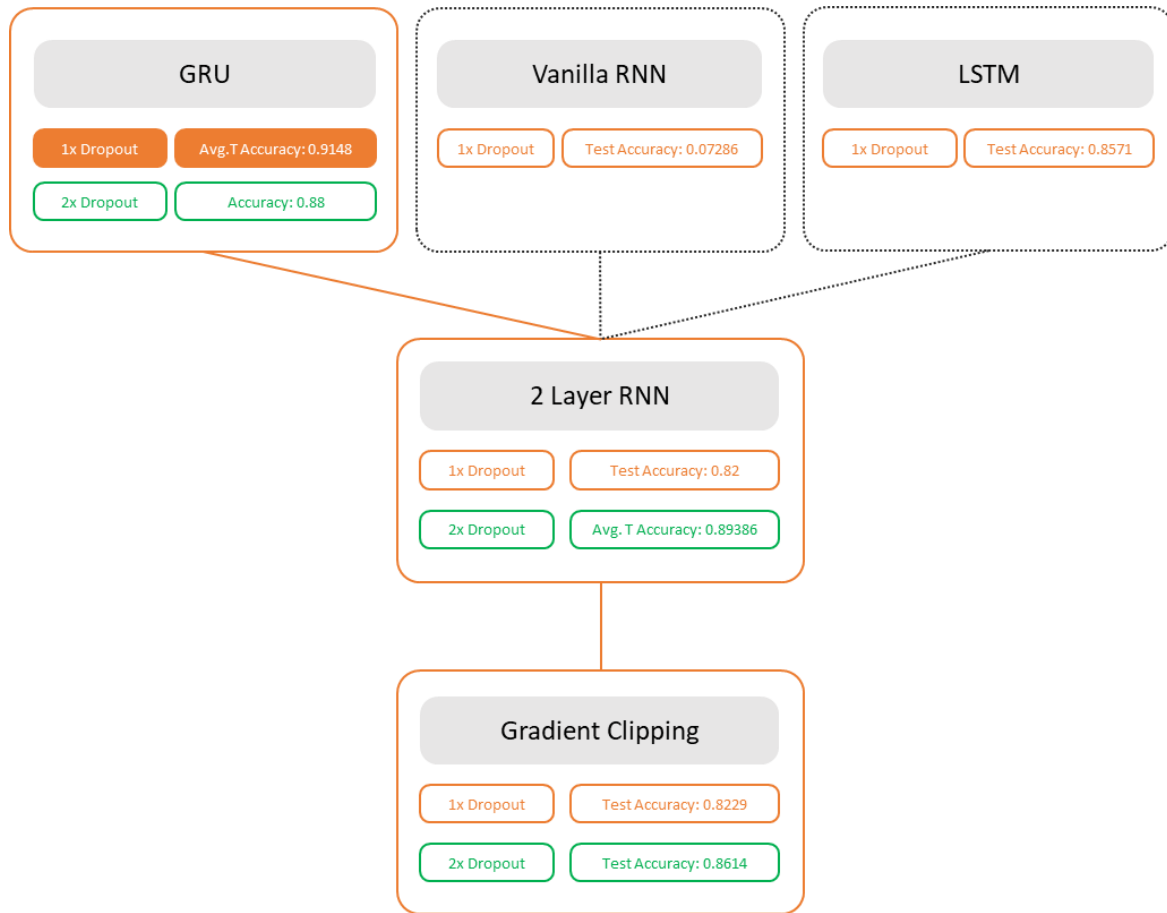 GRU
1x Dropout Avg.T Accuracy: 0.9148
2x Dropout Accuracy: 0.88
Vanilla RNN
1x Dropout Test Accuracy: 0.07286
LSTM
1x Dropout Test Accuracy: 0.8571
2 Layer RNN
1x Dropout Test Accuracy: 0.82
2x Dropout Avg. T Accuracy: 0.89386
Gradient Clipping
1x Dropout Test Accuracy: 0.8229
2x Dropout Test Accuracy: 0.8614